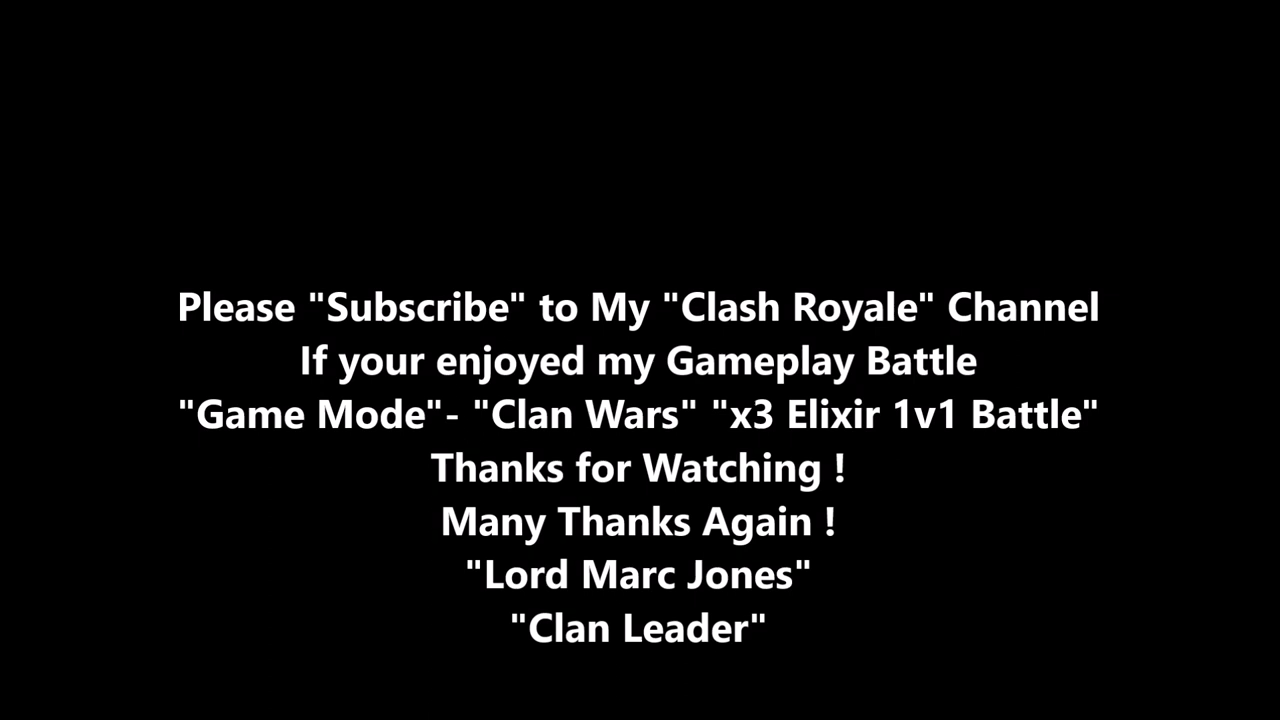 Please "Subscribe" to My "Clash Royale" Channel
If your enjoyed my Gameplay Battle
"Game Mode"- "Clan Wars" "x3 Elixir 1v1 Battle"
Thanks for Watching !
Many Thanks Again !
"Lord Marc Jones"
"Clan Leader"